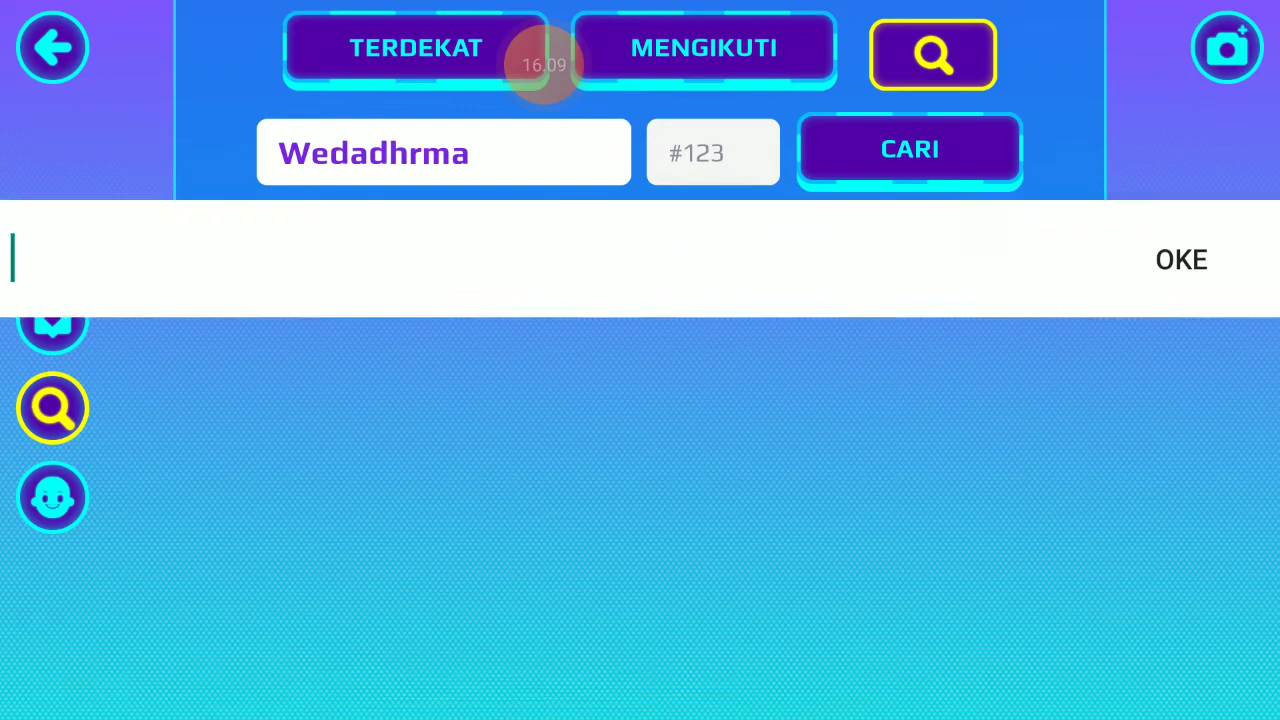 TERDEKAT
MENGIKUTI
16.09
Wedadhrma
#123
CARI
OKE